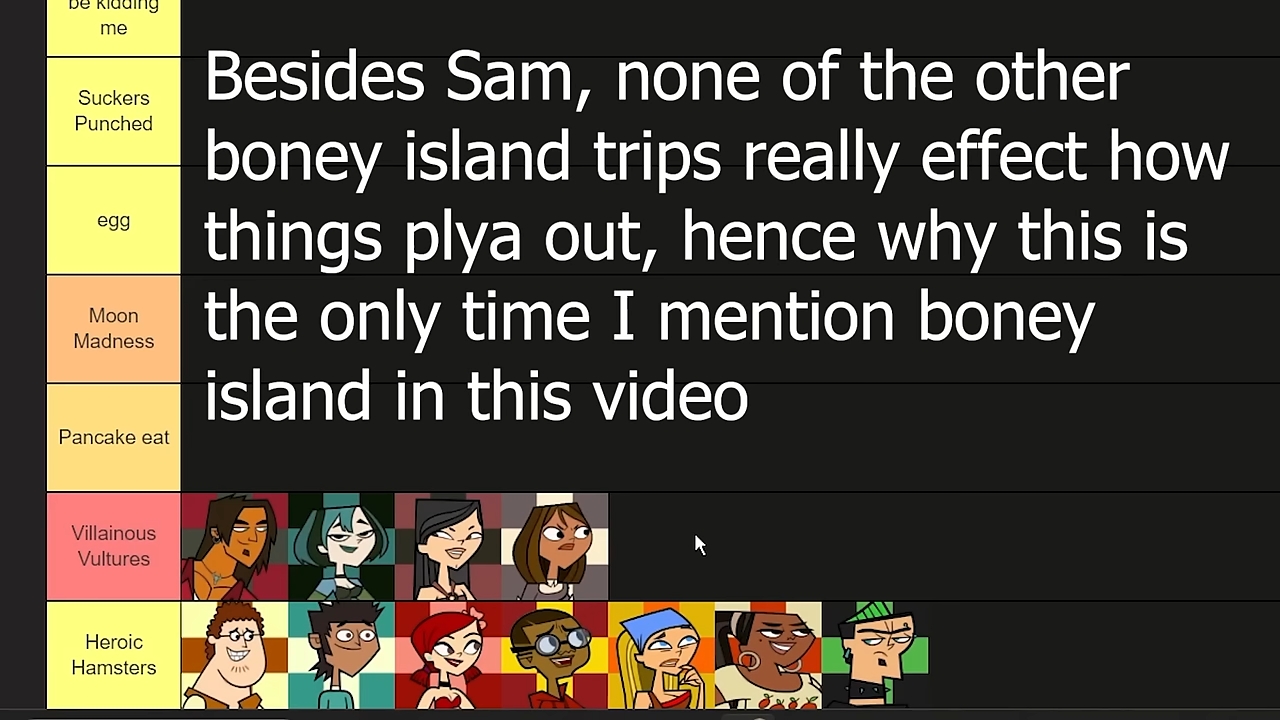 be kidding
me
Besides Sam, none of the other
Suckers
Punched
boney island trips really effect how
egg
things plya out, hence why this is
Moon
Madness
the only time I mention boney
island in this video
Pancake eat
Villainous
Vultures
Heroic
Hamsters